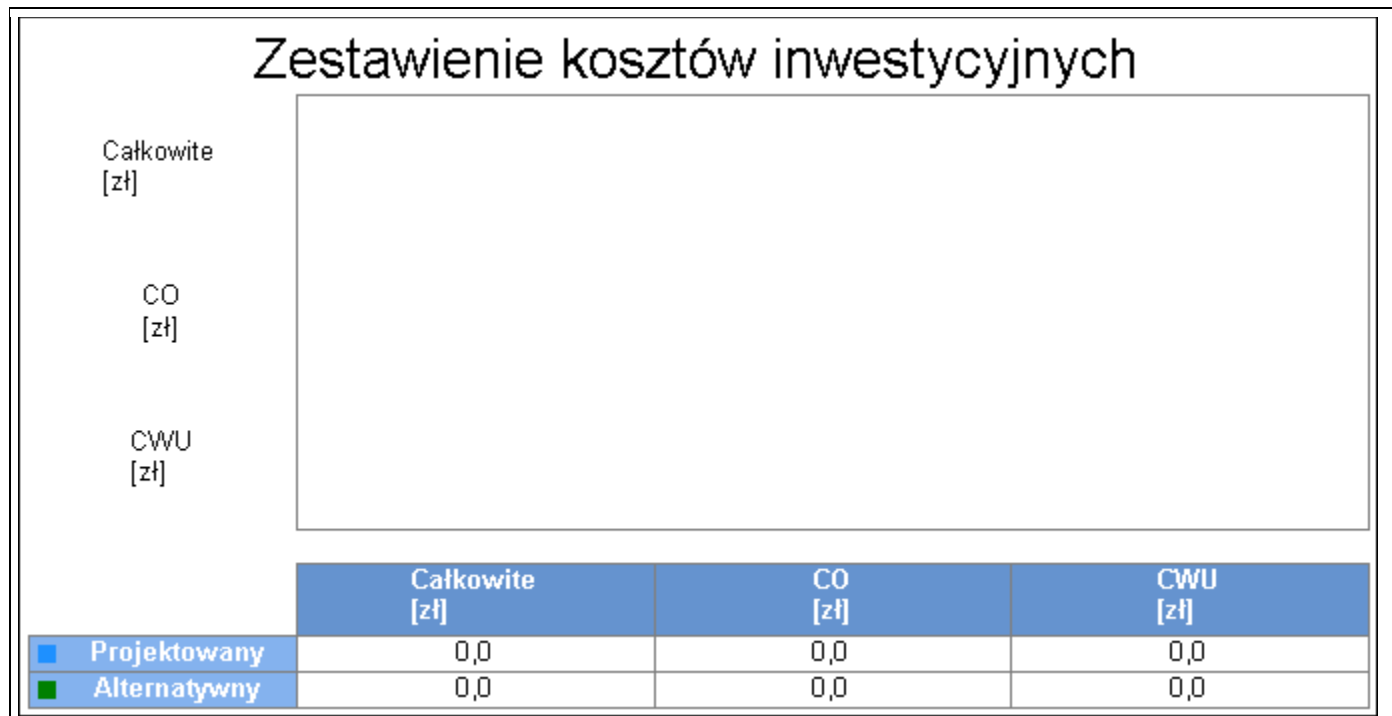 Zestawienie kosztów inwestycyjnych
Całkowite
[zł]
CO
[zł]
CWU
[zł]
Całkowite CO CWU
[zł] [zł] [zł]
Projektowany 0,0 0,0 0,0
Alternatywny 0,0 0,0 0,0